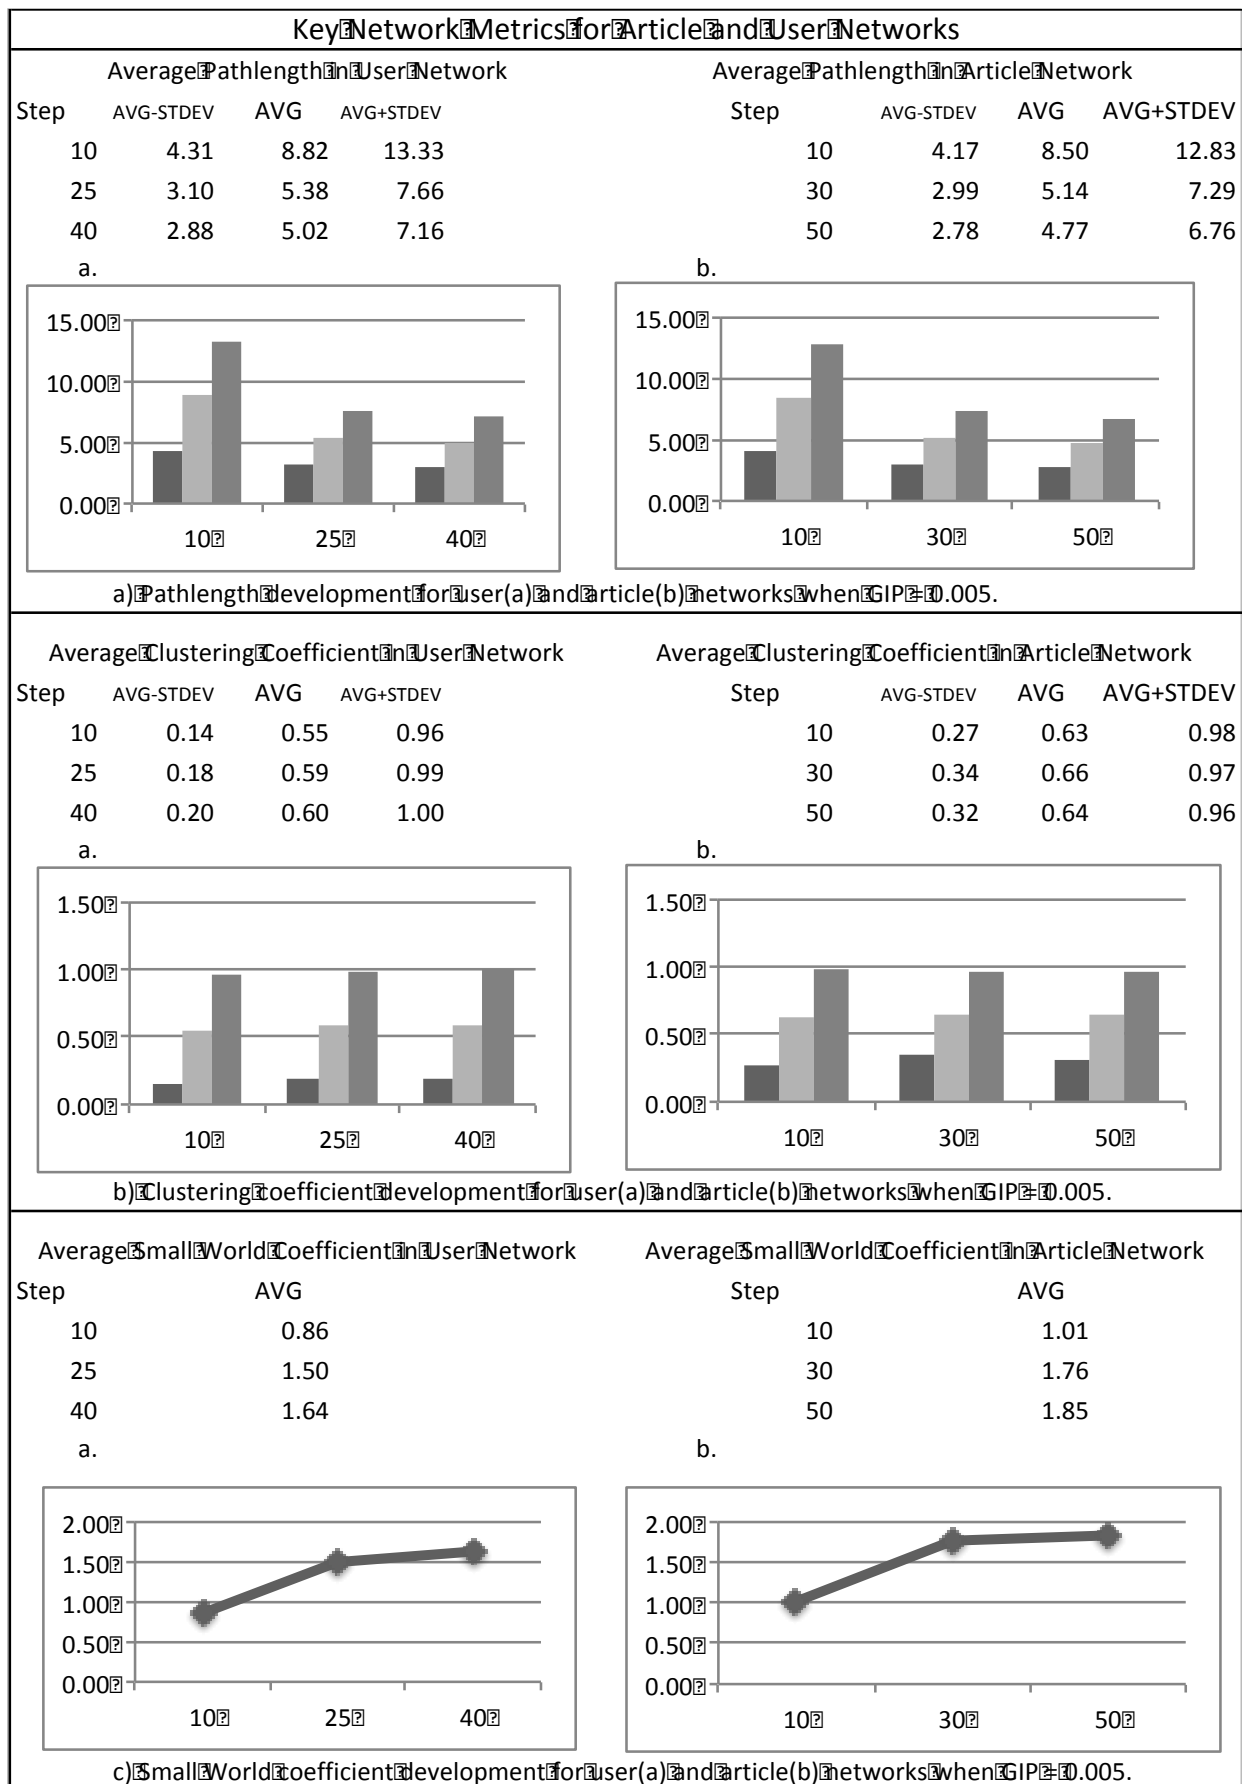 Key Network Metrics for Article and User Networks
Average Pathlength in User Network
Step AVG-STDEV AVG AVG+STDEV
10 4.31 8.82 13.33
25 3.10 5.38 7.66
40 2.88 5.02 7.16
a.
15.00
10.00
5.00
0.00
10 25 40
Average Pathlength in Article Network
Step AVG-STDEV AVG AVG+STDEV
10 4.17 8.50 12.83
30 2.99 5.14 7.29
50 2.78 4.77 6.76
b.
15.00
10.00
5.00
0.00
10 30 50
a) Pathlength development for user(a) and article(b) networks when GIP = 0.005.
Average Clustering Coefficient in User Network
Step AVG-STDEV AVG AVG+STDEV
10 0.14 0.55 0.96
25 0.18 0.59 0.99
40 0.20 0.60 1.00
a.
1.50
1.00
0.50
0.00
10 25 40
Average Clustering Coefficient in Article Network
Step AVG-STDEV AVG AVG+STDEV
10 0.27 0.63 0.98
30 0.34 0.66 0.97
50 0.32 0.64 0.96
b.
1.50
1.00
0.50
0.00
10 30 50
b) Clustering coefficient development for user(a) and article(b) networks when GIP = 0.005.
Average Small World Coefficient in User Network
Step AVG
10 0.86
25 1.50
40 1.64
a.
2.00
1.50
1.00
0.50
0.00
10 25 40
Average Small World Coefficient in Article Network
Step AVG
10 1.01
30 1.76
50 1.85
b.
2.00
1.50
1.00
0.50
0.00
10 30 50
c) Small World coefficient development for user(a) and article(b) networks when GIP = 0.005.